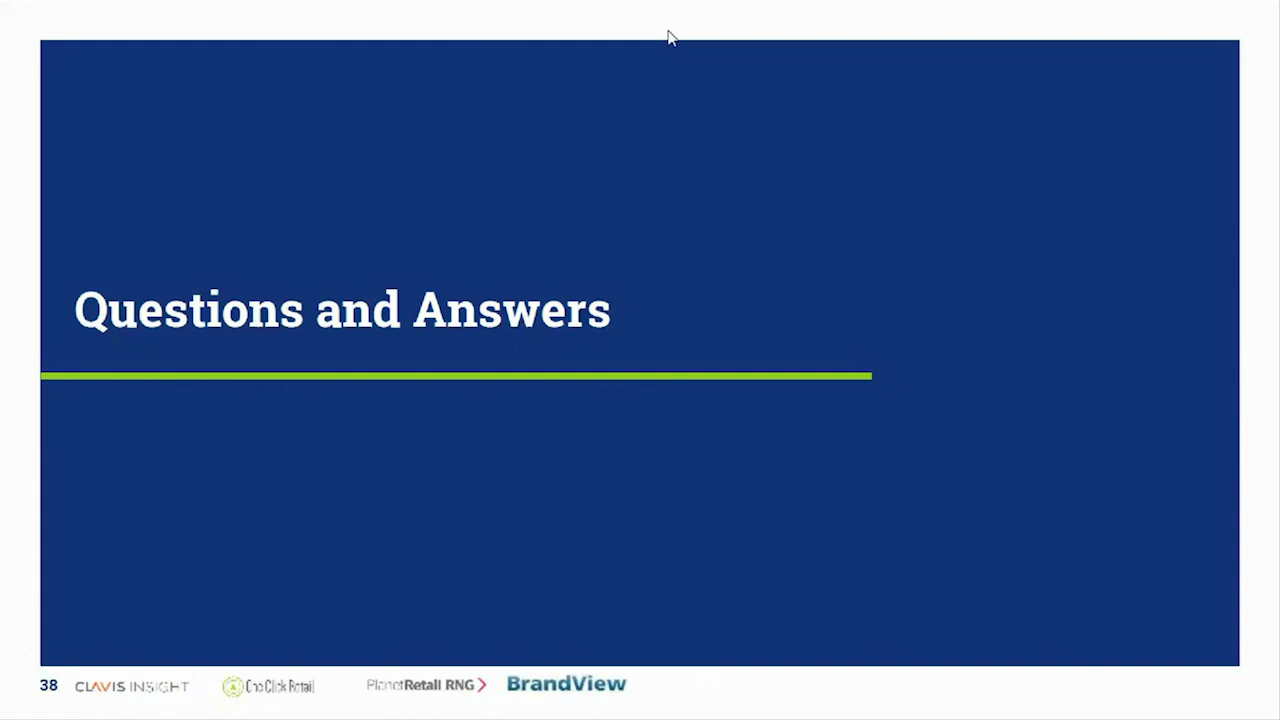 Questions and Answers
38 CLAVIS INSIGHT One Click Retail PlanetRetail RNG BrandView